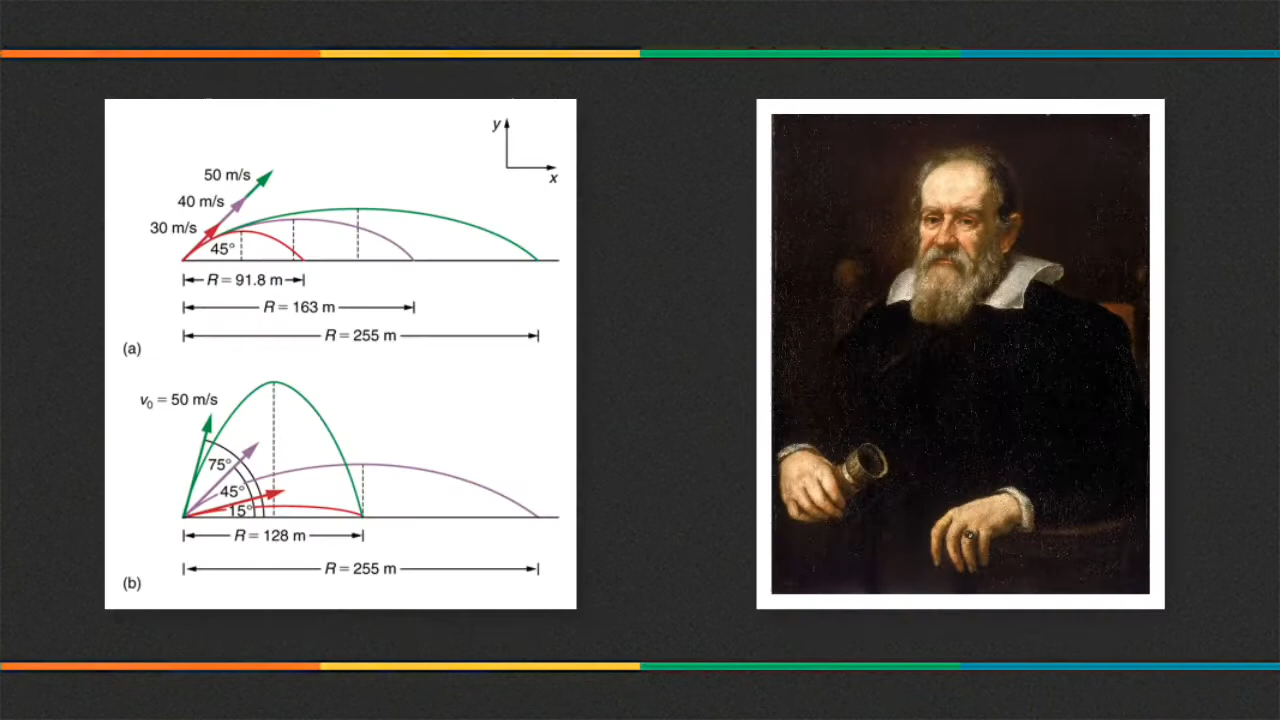 y
x
50 m/s
40 m/s
30 m/s
45°
R = 91.8 m
R = 163 m
R = 255 m
(a)
v₀ = 50 m/s
75°
45°
15°
R = 128 m
R = 255 m
(b)